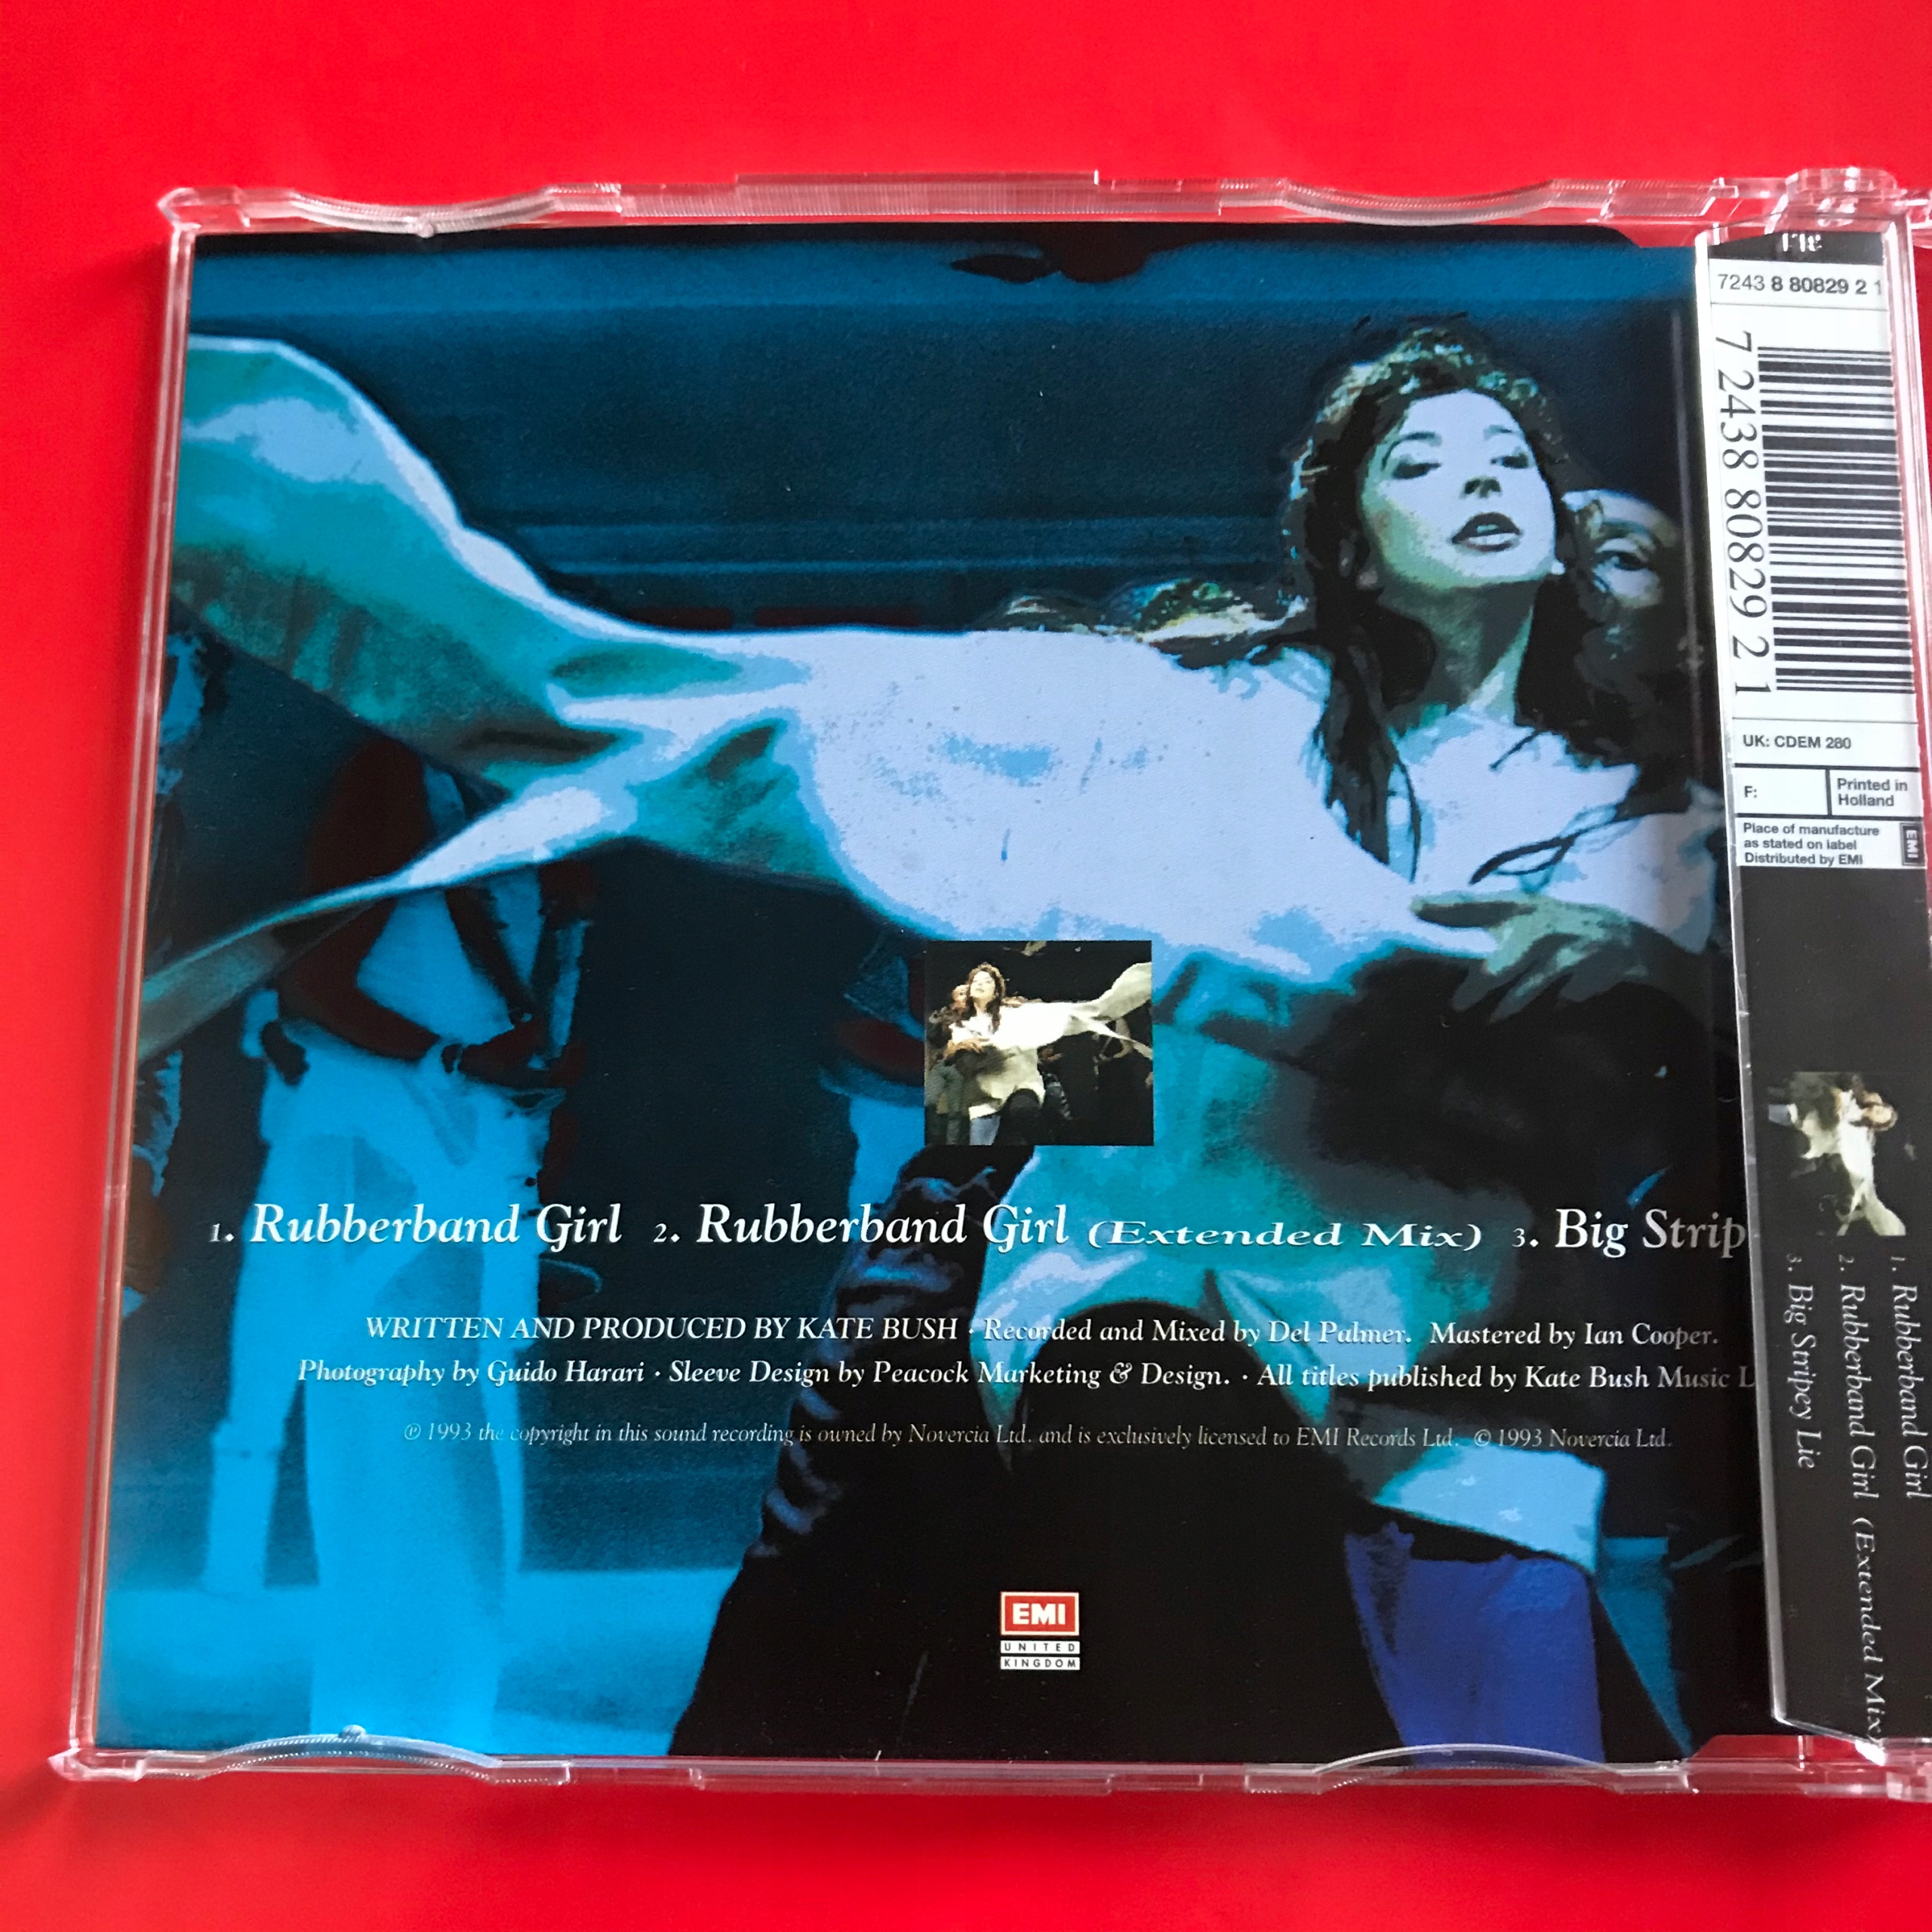 1. Rubberband Girl 2. Rubberband Girl (Extended Mix) 3. Big Strip
WRITTEN AND PRODUCED BY KATE BUSH · Recorded and Mixed by Del Palmer. Mastered by Ian Cooper.
Photography by Guido Harari · Sleeve Design by Peacock Marketing & Design. · All titles published by Kate Bush Music L
℗ 1993 the copyright in this sound recording is owned by Novercia Ltd. and is exclusively licensed to EMI Records Ltd. © 1993 Novercia Ltd.
EMI
UNITED
KINGDOM
7243 8 80829 2 1
7 24388 08292 1
UK: CDEM 280
F:
Printed in
Holland
Place of manufacture
as stated on label
Distributed by EMI
EMI
1. Rubberband Girl
2. Rubberband Girl (Extended Mix)
3. Big Stripey Lie